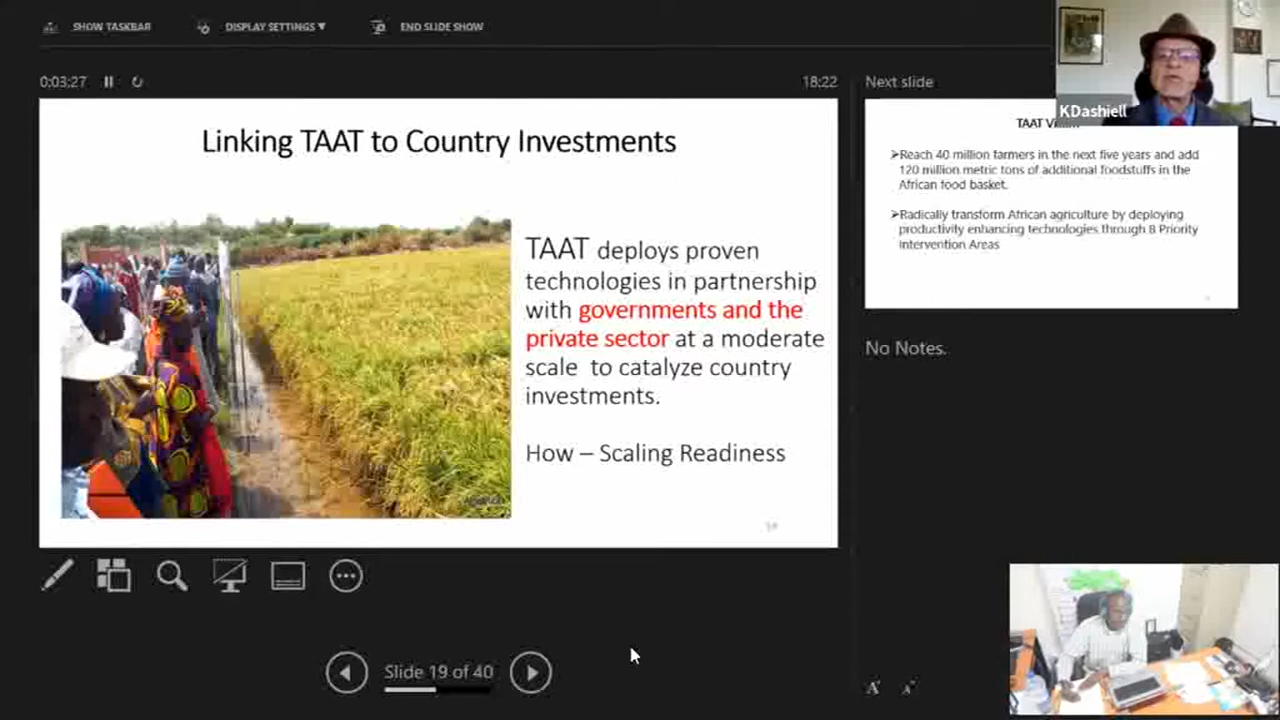 SHOW TASKBAR
DISPLAY SETTINGS ▼
END SLIDE SHOW
0:03:27
18:22
Linking TAAT to Country Investments
TAAT deploys proven
technologies in partnership
with governments and the
private sector at a moderate
scale to catalyze country
investments.
How – Scaling Readiness
Slide 19 of 40
Next slide
KDashiell
TAAT
➢Reach 40 million farmers in the next five years and add
120 million metric tons of additional foodstuffs in the
African food basket.
➢Radically transform African agriculture by deploying
productivity enhancing technologies through 8 Priority
Intervention Areas
No Notes.
A
A